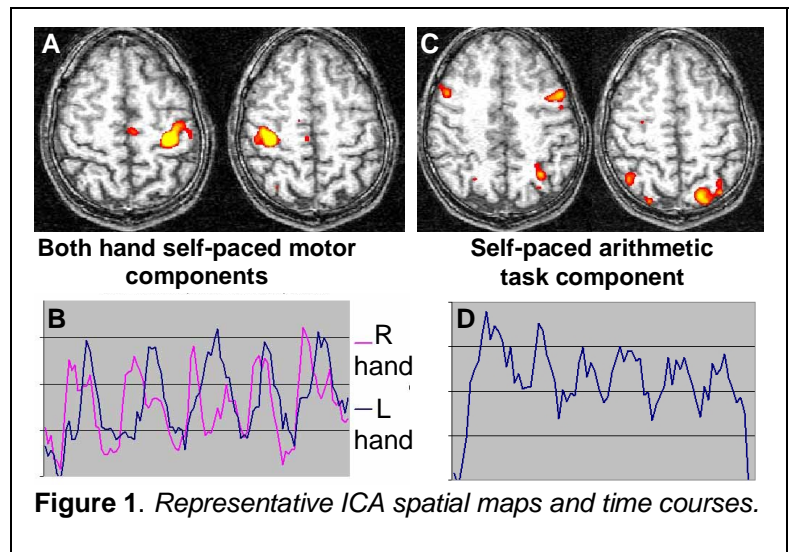 A
C
Both hand self-paced motor
components
Self-paced arithmetic
task component
B
R
hand
L
hand
D
Figure 1. Representative ICA spatial maps and time courses.